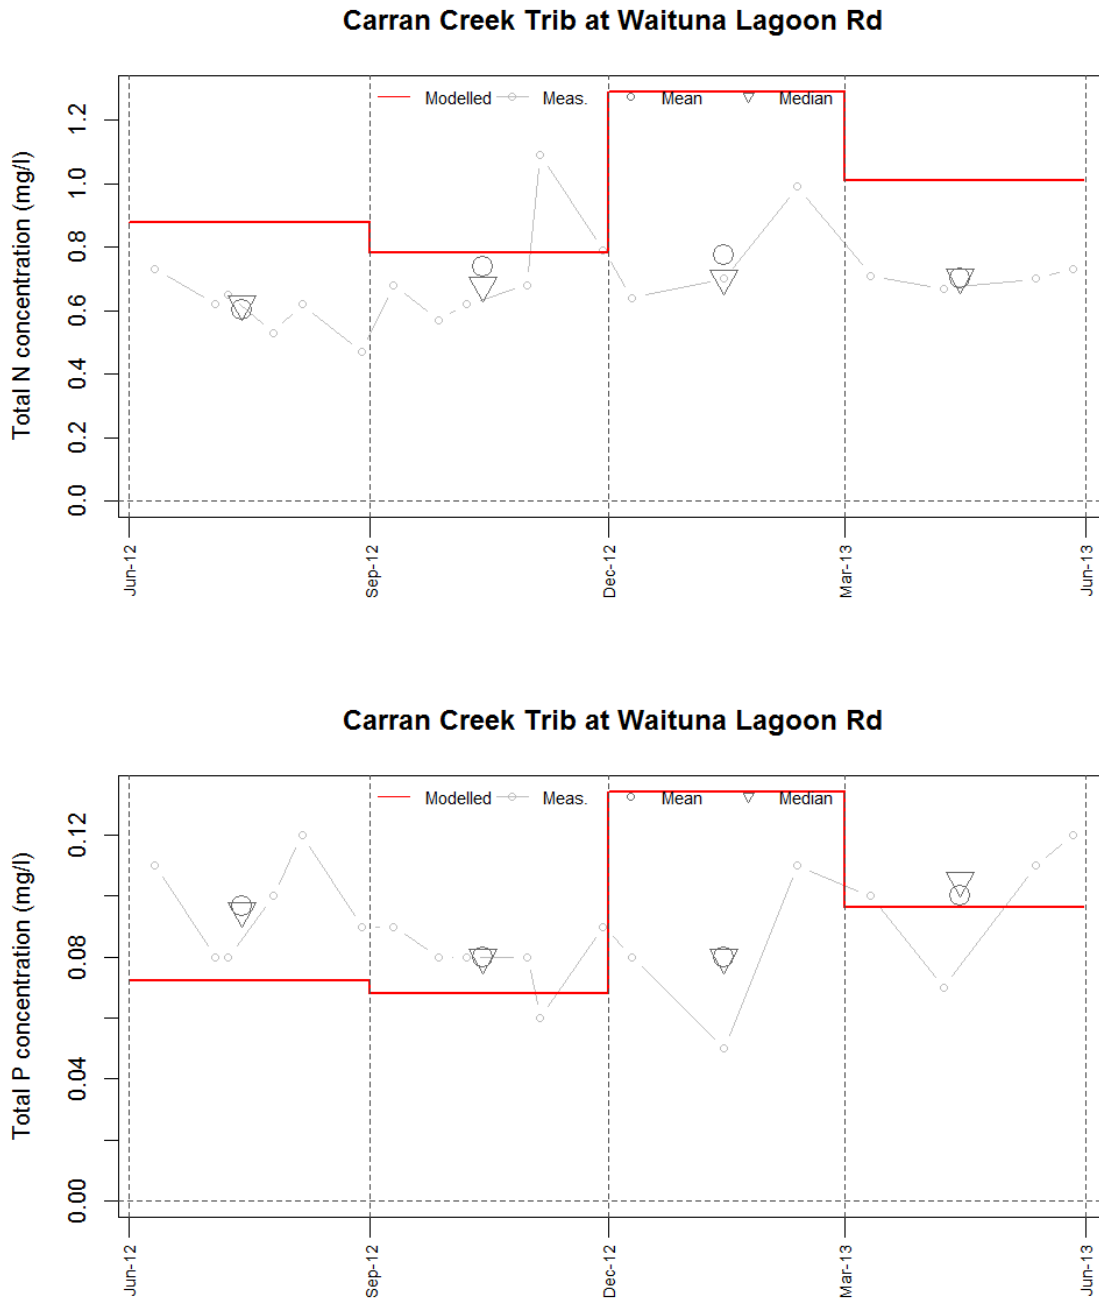 Carran Creek Trib at Waituna Lagoon Rd
Modelled Meas. Mean Median
Total N concentration (mg/l)
1.2
1.0
0.8
0.6
0.4
0.2
0.0
Jun-12 Sep-12 Dec-12 Mar-13 Jun-13
Carran Creek Trib at Waituna Lagoon Rd
Modelled Meas. Mean Median
Total P concentration (mg/l)
0.12
0.08
0.04
0.00
Jun-12 Sep-12 Dec-12 Mar-13 Jun-13